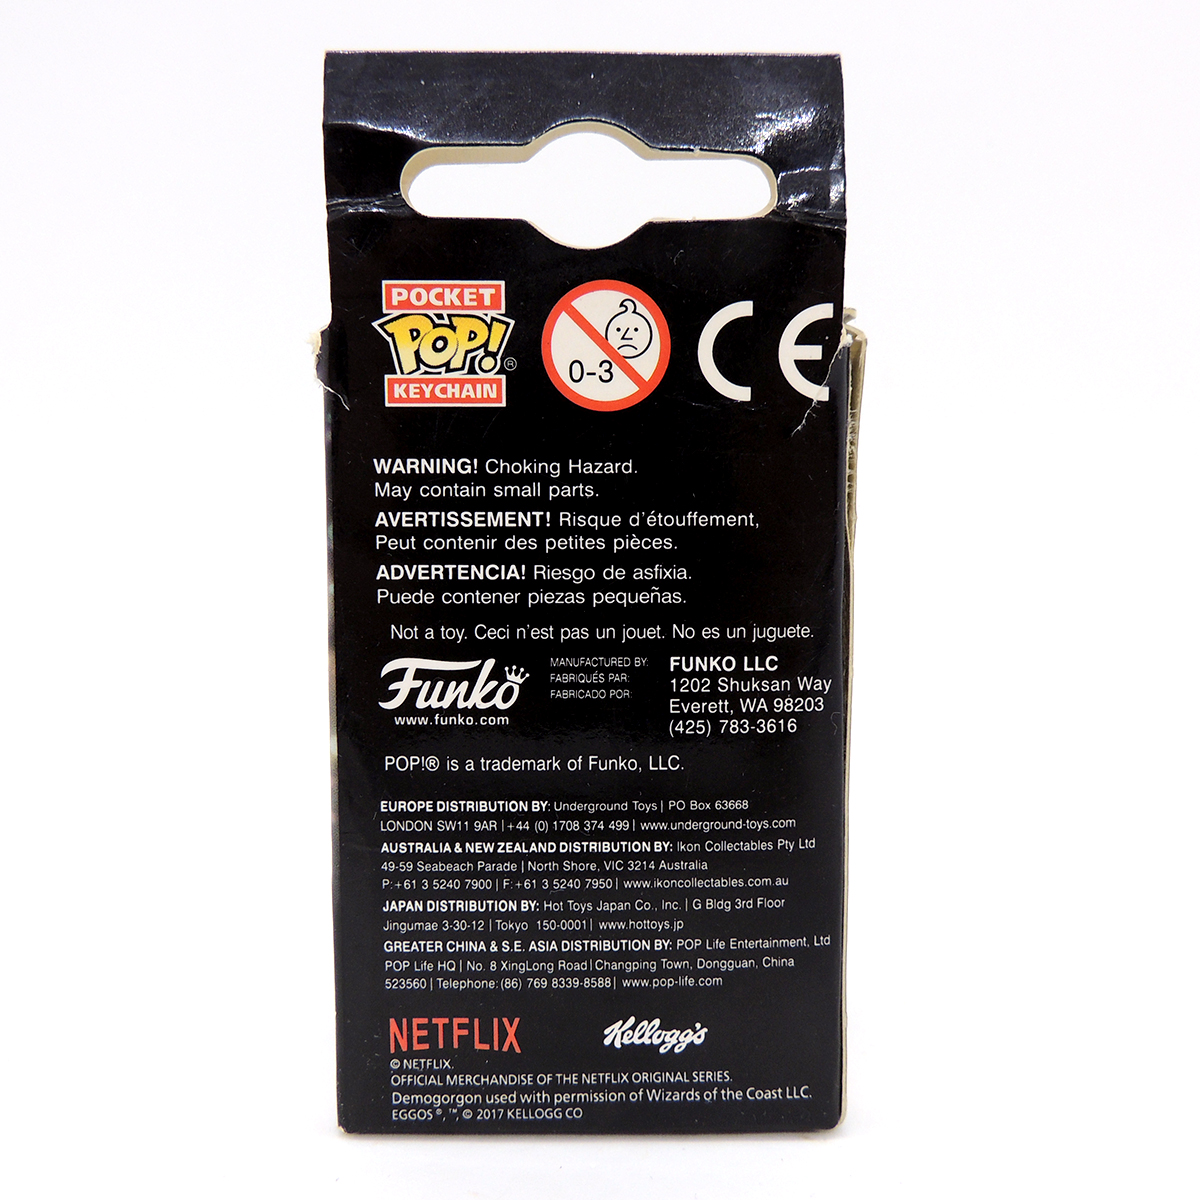 POCKET
POP!®
KEYCHAIN
0-3
CE
WARNING! Choking Hazard.
May contain small parts.
AVERTISSEMENT! Risque d'étouffement,
Peut contenir des petites pièces.
ADVERTENCIA! Riesgo de asfixia.
Puede contener piezas pequeñas.
Not a toy. Ceci n'est pas un jouet. No es un juguete.
Funko
www.funko.com
MANUFACTURED BY:
FABRIQUÉS PAR:
FABRICADO POR:
FUNKO LLC
1202 Shuksan Way
Everett, WA 98203
(425) 783-3616
POP!® is a trademark of Funko, LLC.
EUROPE DISTRIBUTION BY: Underground Toys | PO Box 63668
LONDON SW11 9AR | +44 (0) 1708 374 499 | www.underground-toys.com
AUSTRALIA & NEW ZEALAND DISTRIBUTION BY: Ikon Collectables Pty Ltd
49-59 Seabeach Parade | North Shore, VIC 3214 Australia
P: +61 3 5240 7900 | F: +61 3 5240 7950 | www.ikoncollectables.com.au
JAPAN DISTRIBUTION BY: Hot Toys Japan Co., Inc. | G Bldg 3rd Floor
Jingumae 3-30-12 | Tokyo 150-0001 | www.hottoys.jp
GREATER CHINA & S.E. ASIA DISTRIBUTION BY: POP Life Entertainment, Ltd
POP Life HQ | No. 8 XingLong Road | Changping Town, Dongguan, China
523560 | Telephone: (86) 769 8339-8588 | www.pop-life.com
NETFLIX
Kellogg's
© NETFLIX.
OFFICIAL MERCHANDISE OF THE NETFLIX ORIGINAL SERIES.
Demogorgon used with permission of Wizards of the Coast LLC.
EGGOS®, ™, © 2017 KELLOGG CO